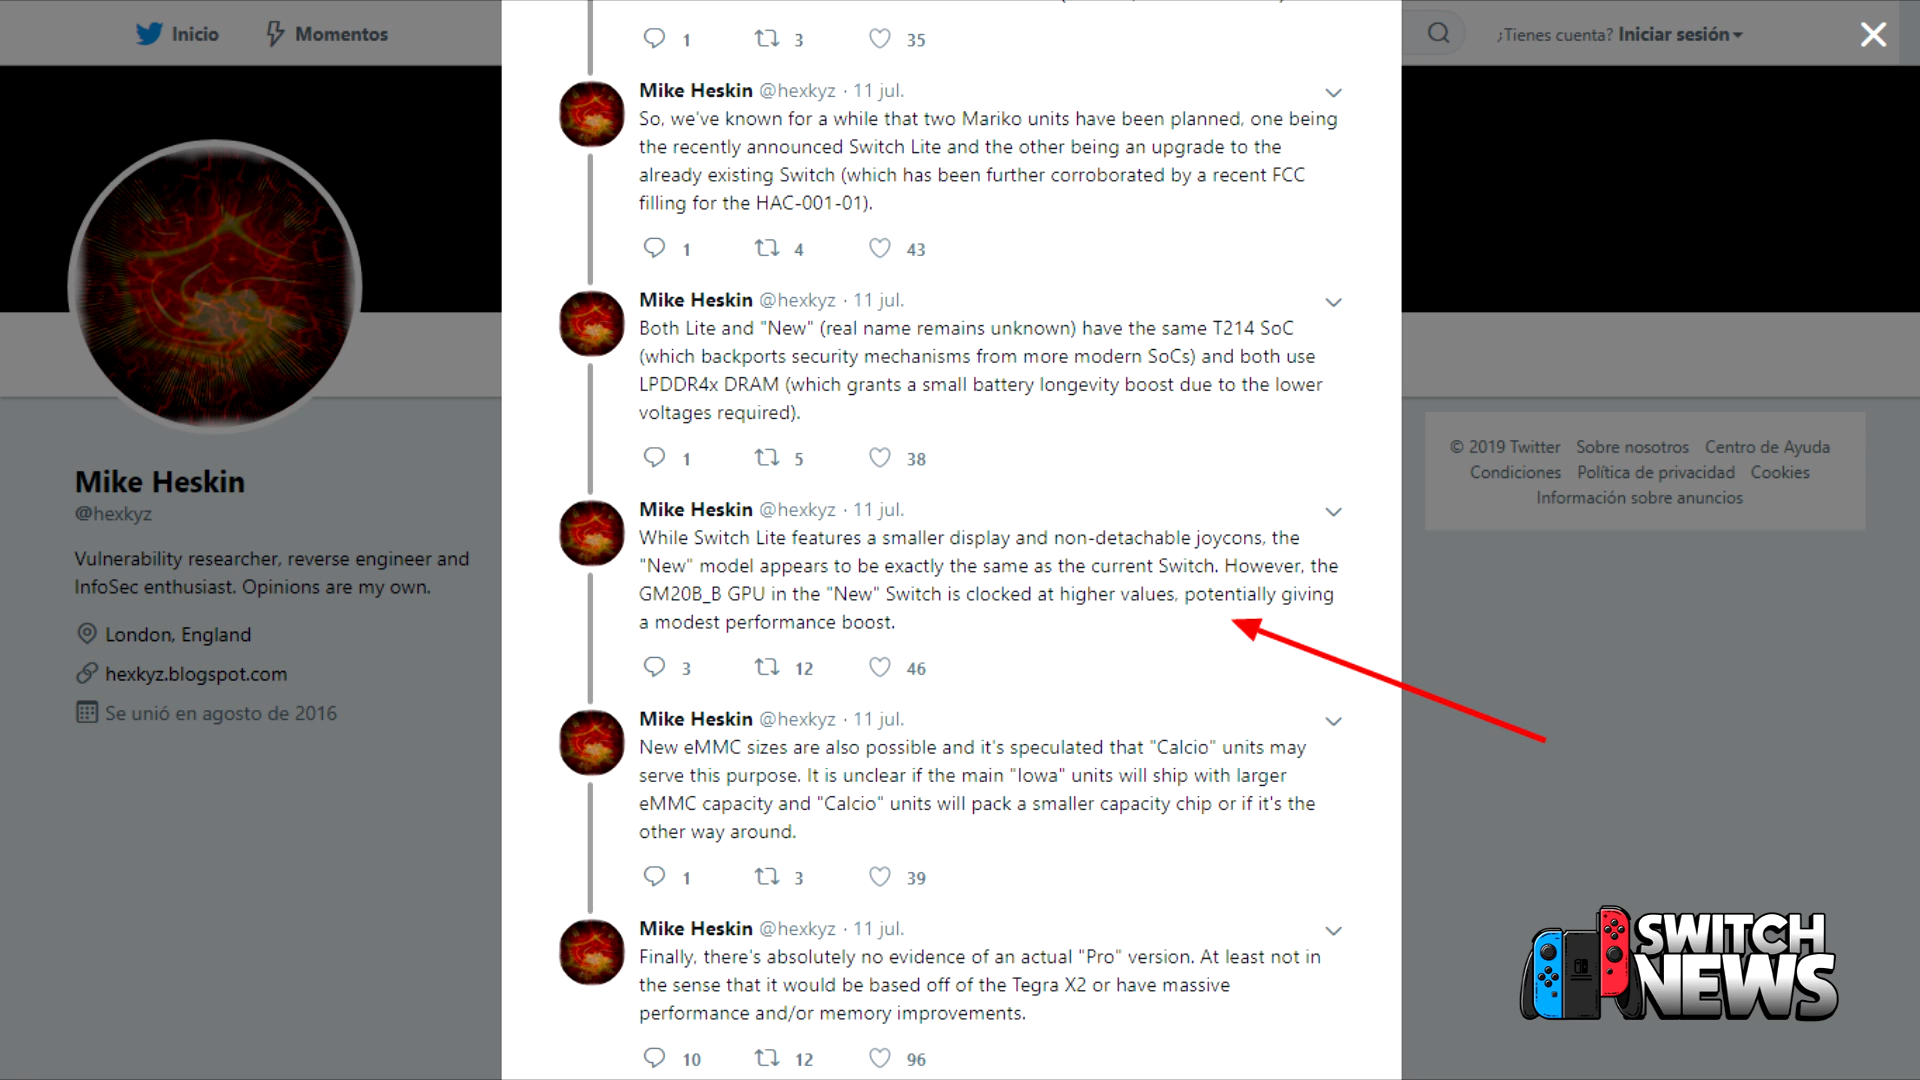 Inicio
Momentos
¿Tienes cuenta? Iniciar sesión
1 3 35
Mike Heskin @hexkyz · 11 jul.
So, we've known for a while that two Mariko units have been planned, one being
the recently announced Switch Lite and the other being an upgrade to the
already existing Switch (which has been further corroborated by a recent FCC
filling for the HAC-001-01).
1 4 43
Mike Heskin @hexkyz · 11 jul.
Both Lite and "New" (real name remains unknown) have the same T214 SoC
(which backports security mechanisms from more modern SoCs) and both use
LPDDR4x DRAM (which grants a small battery longevity boost due to the lower
voltages required).
1 5 38
Mike Heskin @hexkyz · 11 jul.
While Switch Lite features a smaller display and non-detachable joycons, the
"New" model appears to be exactly the same as the current Switch. However, the
GM20B_B GPU in the "New" Switch is clocked at higher values, potentially giving
a modest performance boost.
3 12 46
Mike Heskin @hexkyz · 11 jul.
New eMMC sizes are also possible and it's speculated that "Calcio" units may
serve this purpose. It is unclear if the main "Iowa" units will ship with larger
eMMC capacity and "Calcio" units will pack a smaller capacity chip or if it's the
other way around.
1 3 39
Mike Heskin @hexkyz · 11 jul.
Finally, there's absolutely no evidence of an actual "Pro" version. At least not in
the sense that it would be based off of the Tegra X2 or have massive
performance and/or memory improvements.
10 12 96
Mike Heskin
@hexkyz
Vulnerability researcher, reverse engineer and
InfoSec enthusiast. Opinions are my own.
London, England
hexkyz.blogspot.com
Se unió en agosto de 2016
© 2019 Twitter Sobre nosotros Centro de Ayuda
Condiciones Política de privacidad Cookies
Información sobre anuncios
SWITCH
NEWS